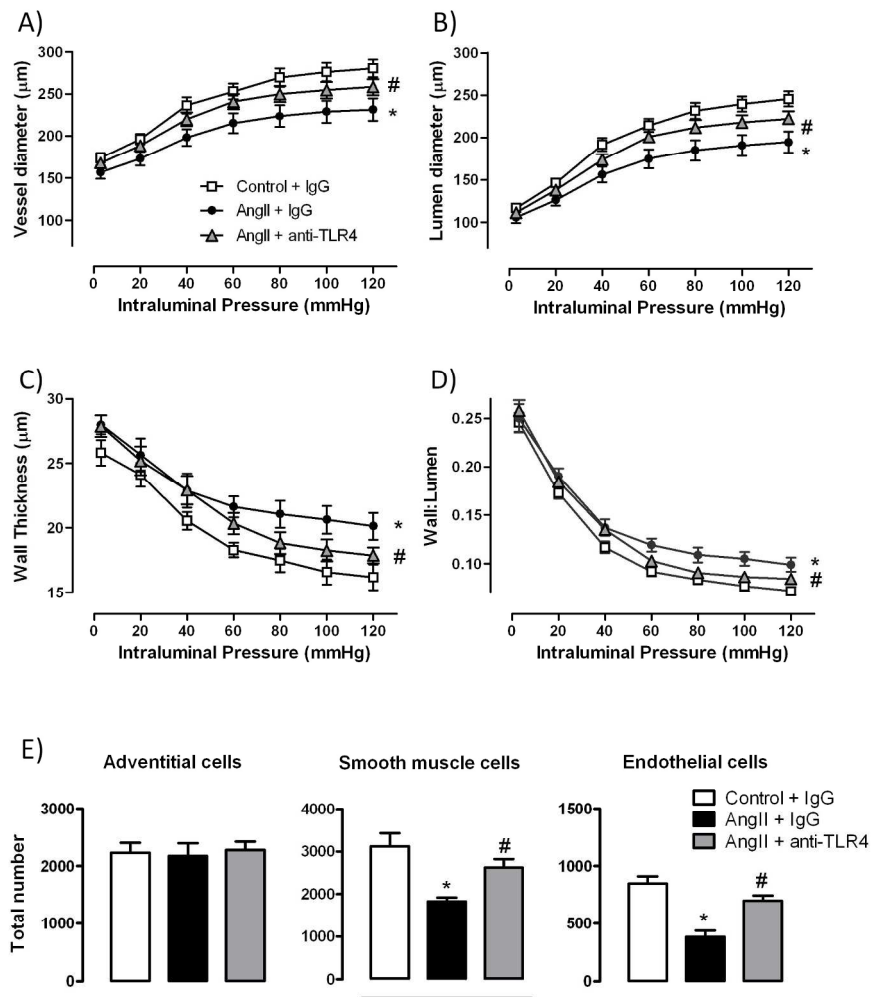 A)
Vessel diameter (μm)
300
250
200
150
100
Control + IgG
AngII + IgG
AngII + anti-TLR4
#
*
0 20 40 60 80 100 120
Intraluminal Pressure (mmHg)
B)
Lumen diameter (μm)
300
250
200
150
100
#
*
0 20 40 60 80 100 120
Intraluminal Pressure (mmHg)
C)
Wall Thickness (μm)
30
25
20
15
*
#
0 20 40 60 80 100 120
Intraluminal Pressure (mmHg)
D)
Wall:Lumen
0.25
0.20
0.15
0.10
*
#
0 20 40 60 80 100 120
Intraluminal Pressure (mmHg)
E)
Adventitial cells
Total number
3000
2000
1000
0
Smooth muscle cells
4000
3000
2000
1000
0
*
#
Endothelial cells
1500
1000
500
0
Control + IgG
AngII + IgG
AngII + anti-TLR4
*
#